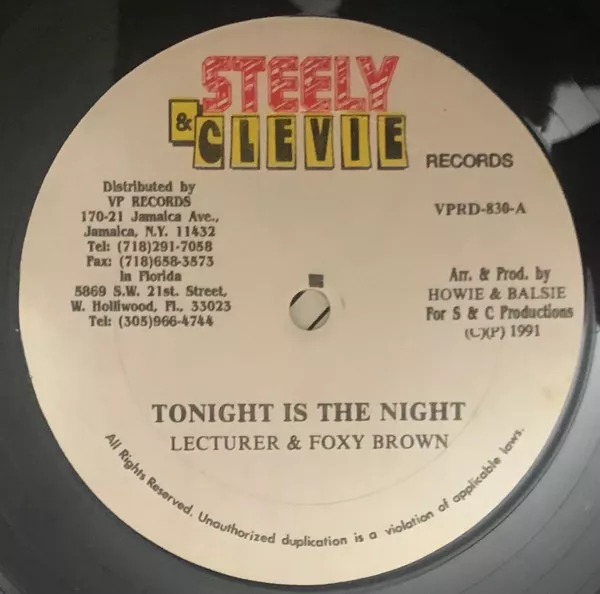 STEELY
& CLEVIE
RECORDS
Distributed by
VP RECORDS
170-21 Jamaica Ave.,
Jamaica, N.Y. 11432
Tel: (718)291-7058
Fax: (718)658-3573
In Florida
5869 S.W. 21st. Street,
W. Holliwood, Fl., 33023
Tel: (305)966-4744
VPRD-830-A
Arr. & Prod. by
HOWIE & BALSIE
For S & C Productions
(C)(P) 1991
TONIGHT IS THE NIGHT
LECTURER & FOXY BROWN
All Rights Reserved. Unauthorized duplication is a violation of applicable laws.